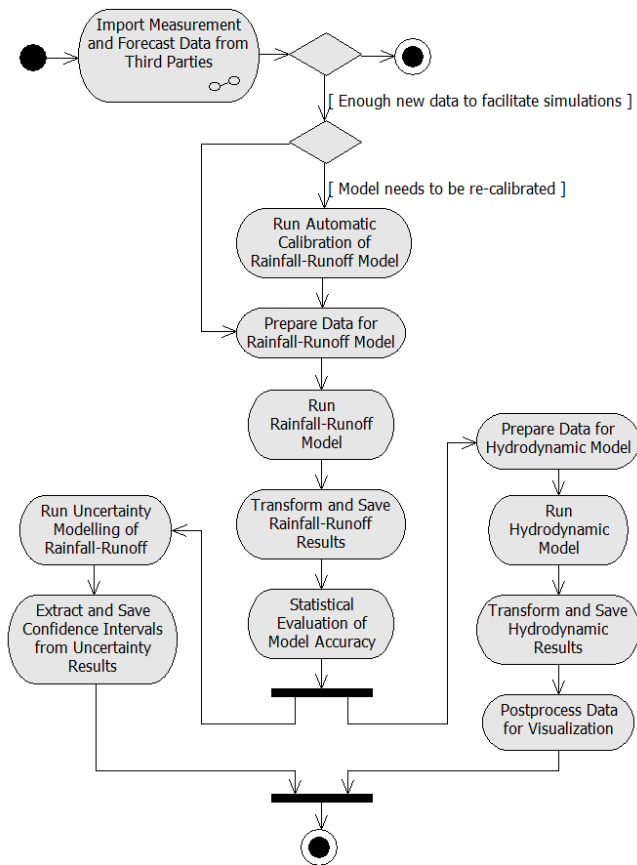 Import Measurement
and Forecast Data from
Third Parties
[ Enough new data to facilitate simulations ]
[ Model needs to be re-calibrated ]
Run Automatic
Calibration of
Rainfall-Runoff Model
Prepare Data for
Rainfall-Runoff Model
Run
Rainfall-Runoff
Model
Transform and Save
Rainfall-Runoff
Results
Statistical
Evaluation of
Model Accuracy
Run Uncertainty
Modelling of
Rainfall-Runoff
Extract and Save
Confidence Intervals
from Uncertainty
Results
Prepare Data for
Hydrodynamic Model
Run
Hydrodynamic
Model
Transform and Save
Hydrodynamic
Results
Postprocess Data
for Visualization